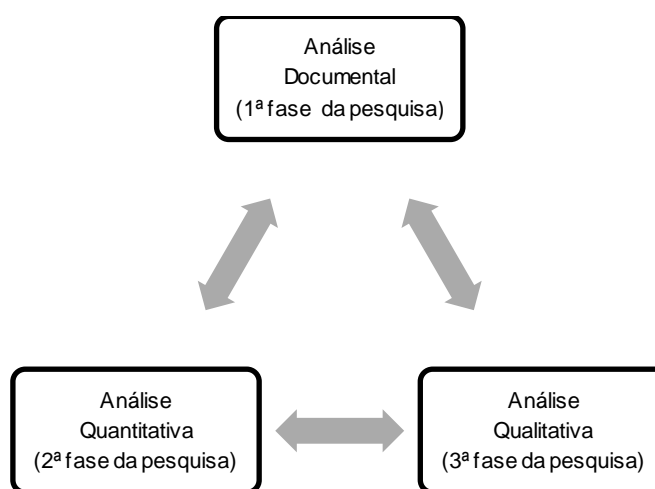 Análise
Documental
(1ª fase da pesquisa)
Análise
Quantitativa
(2ª fase da pesquisa)
Análise
Qualitativa
(3ª fase da pesquisa)